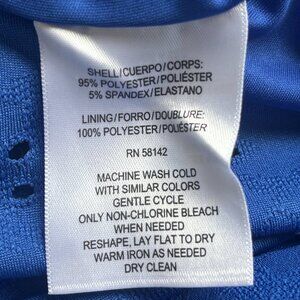 SHELL/CUERPO/CORPS:
95% POLYESTER/POLIÉSTER
5% SPANDEX/ELASTANO
LINING/FORRO/DOUBLURE:
100% POLYESTER/POLIÉSTER
RN 58142
MACHINE WASH COLD
WITH SIMILAR COLORS
GENTLE CYCLE
ONLY NON-CHLORINE BLEACH
WHEN NEEDED
RESHAPE, LAY FLAT TO DRY
WARM IRON AS NEEDED
DRY CLEAN